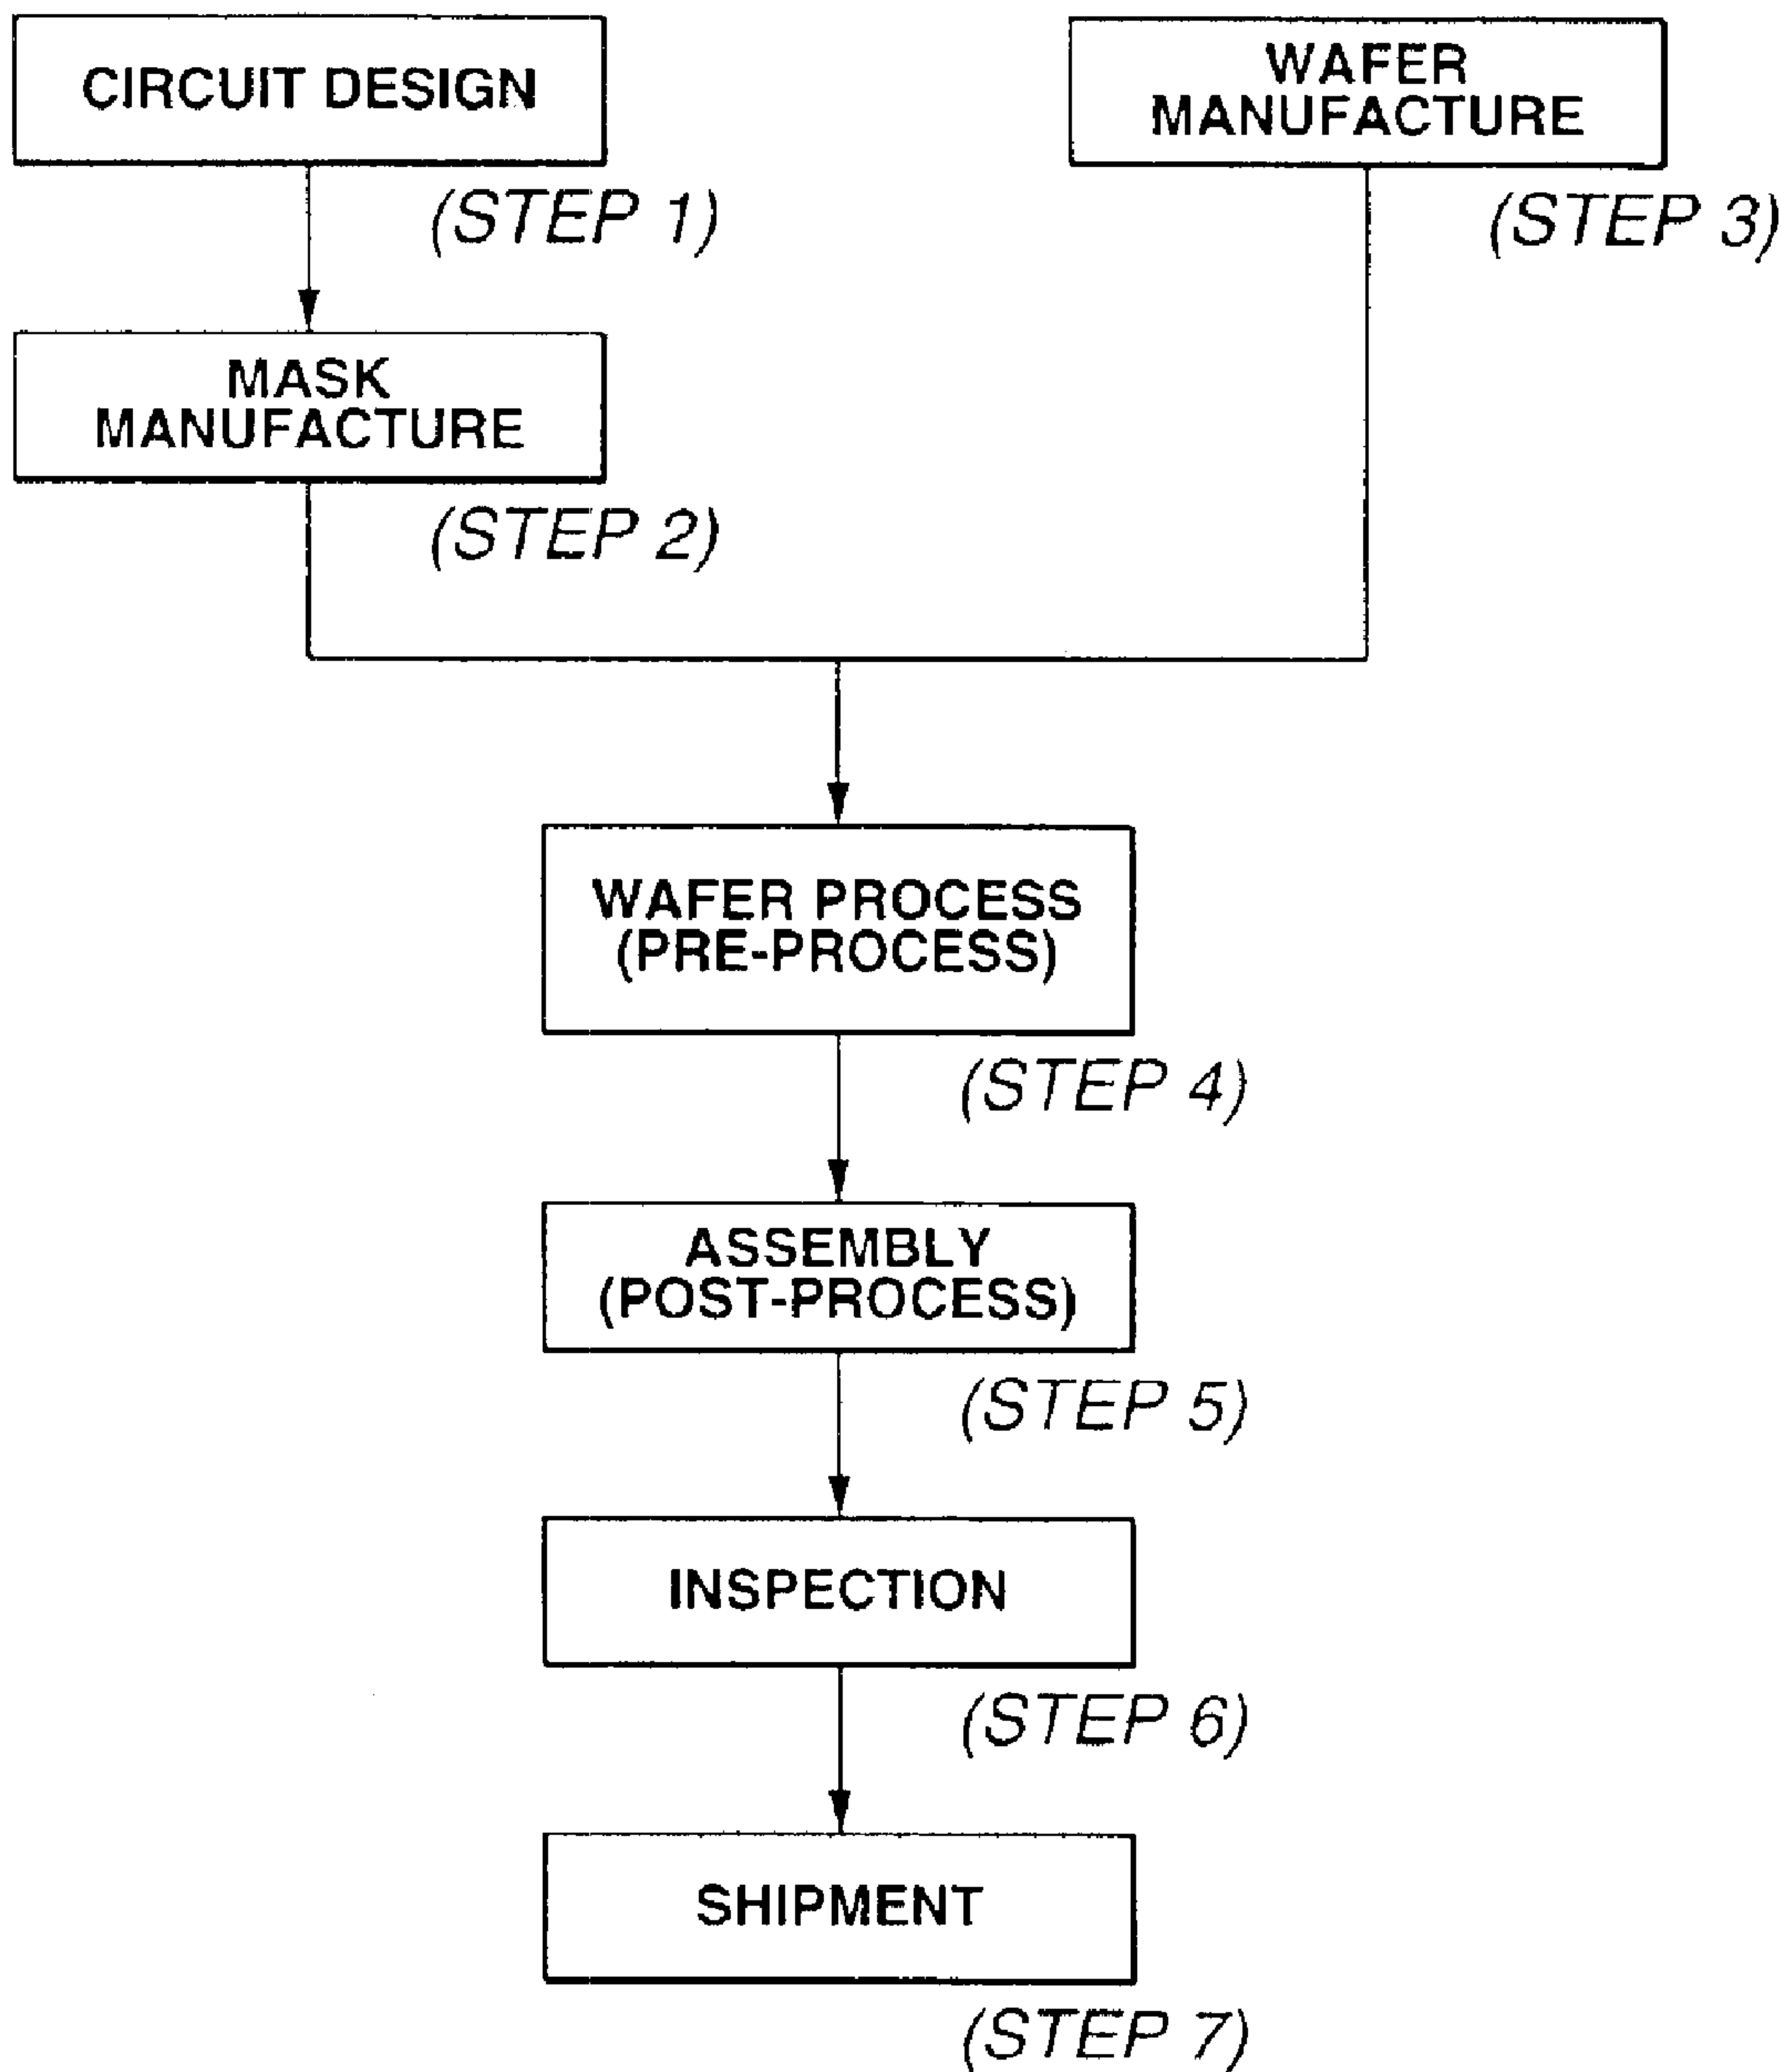 CIRCUIT DESIGN
(STEP 1)
WAFER
MANUFACTURE
(STEP 3)
MASK
MANUFACTURE
(STEP 2)
WAFER PROCESS
(PRE-PROCESS)
(STEP 4)
ASSEMBLY
(POST-PROCESS)
(STEP 5)
INSPECTION
(STEP 6)
SHIPMENT
(STEP 7)